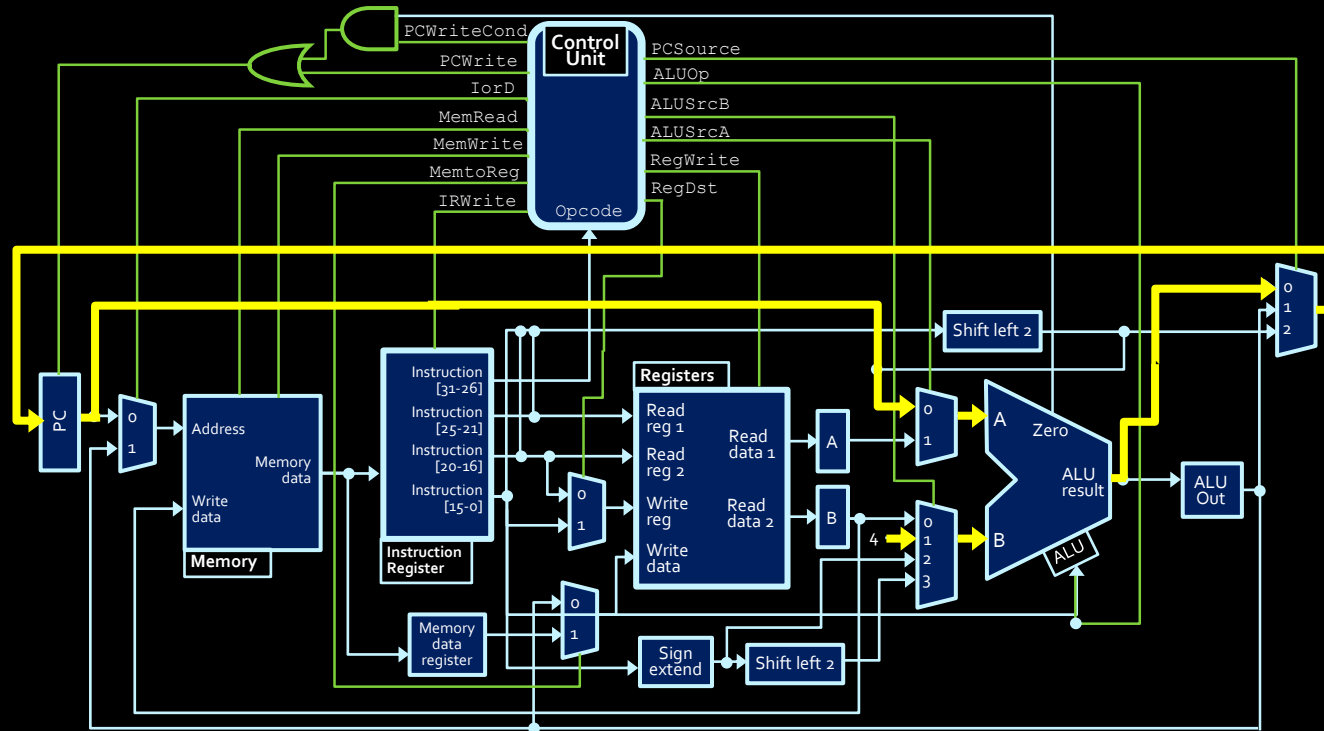 PCWriteCond
PCWrite
IorD
MemRead
MemWrite
MemtoReg
IRWrite
Control
Unit
Opcode
PCSource
ALUOp
ALUSrcB
ALUSrcA
RegWrite
RegDst
PC
0
1
Address
Memory
data
Write
data
Memory
Instruction
[31-26]
Instruction
[25-21]
Instruction
[20-16]
Instruction
[15-0]
Instruction
Register
Memory
data
register
0
1
0
1
Registers
Read
reg 1
Read
reg 2
Write
reg
Write
data
Read
data 1
Read
data 2
A
B
Sign
extend
Shift left 2
Shift left 2
0
1
4
0
1
2
3
A
B
Zero
ALU
result
ALU
ALU
Out
0
1
2